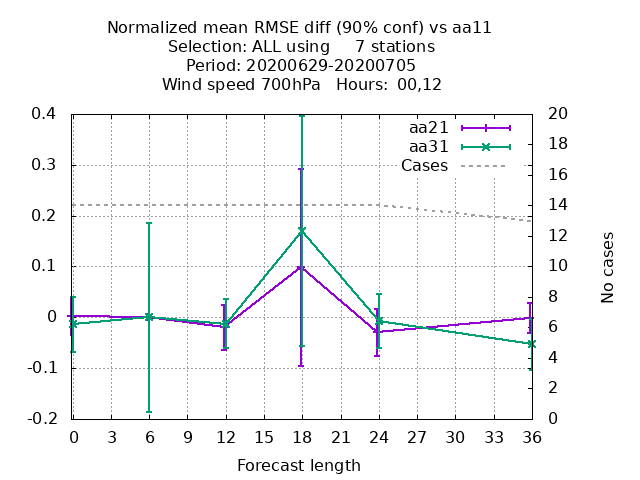 Normalized mean RMSE diff (90% conf) vs aa11
Selection: ALL using     7 stations
Period: 20200629-20200705
Wind speed 700hPa   Hours: 00,12
0.4
0.3
0.2
0.1
0
-0.1
-0.2
20
18
16
14
12
10
8
6
4
2
0
aa21
aa31
Cases
No cases
0 3 6 9 12 15 18 21 24 27 30 33 36
Forecast length